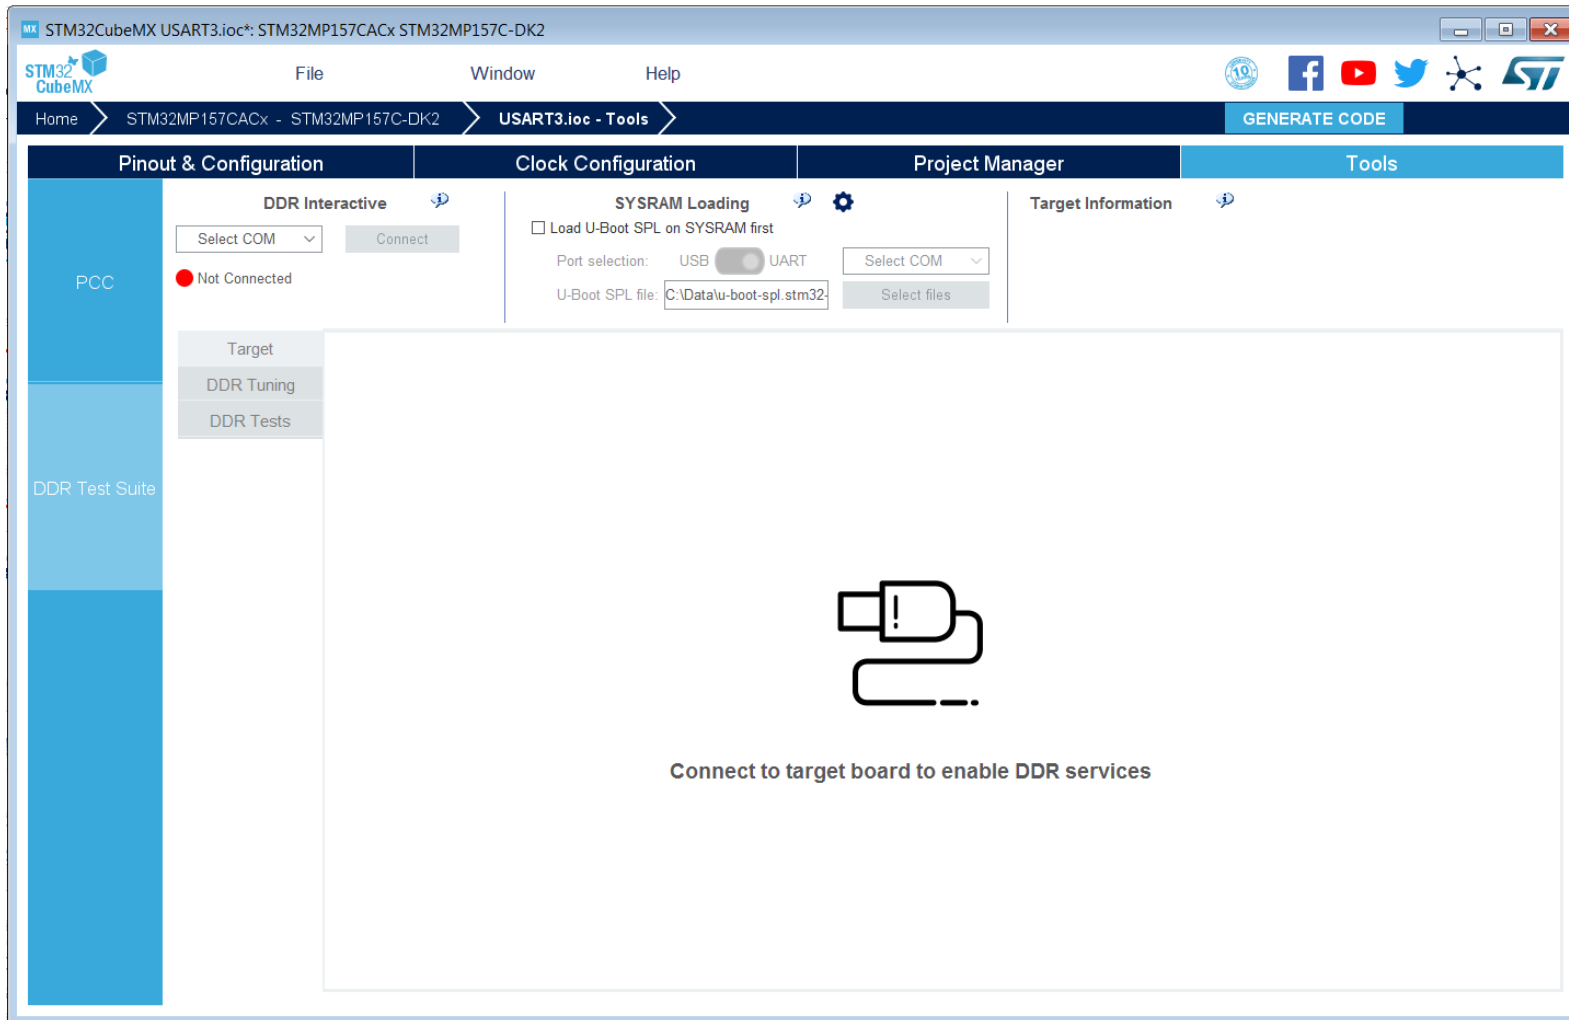 MX STM32CubeMX USART3.ioc*: STM32MP157CACx STM32MP157C-DK2
STM32
CubeMX
File Window Help
10
ST
Home STM32MP157CACx - STM32MP157C-DK2 USART3.ioc - Tools GENERATE CODE
Pinout & Configuration Clock Configuration Project Manager Tools
PCC
DDR Test Suite
DDR Interactive
Select COM Connect
Not Connected
SYSRAM Loading
Load U-Boot SPL on SYSRAM first
Port selection: USB UART Select COM
U-Boot SPL file: C:\Data\u-boot-spl.stm32- Select files
Target Information
Target
DDR Tuning
DDR Tests
Connect to target board to enable DDR services